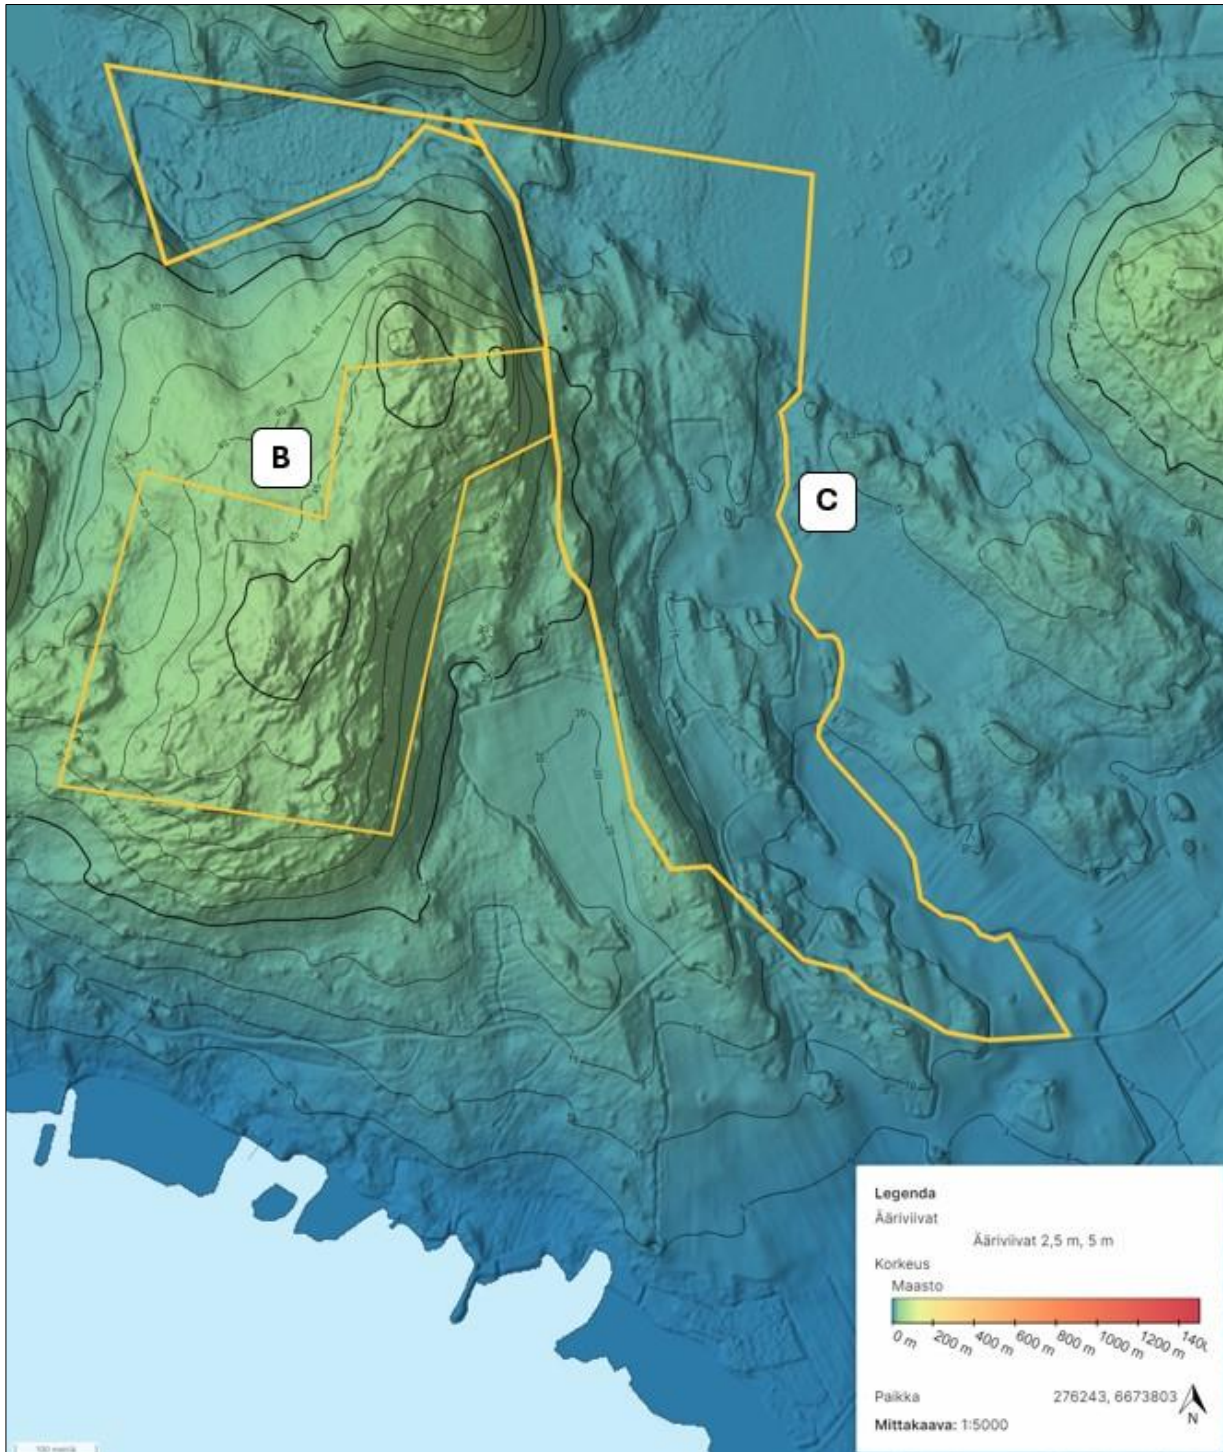 B
C
Legenda
Ääriviivat
Ääriviivat 2,5 m, 5 m
Korkeus
Maasto
0 m 200 m 400 m 600 m 800 m 1000 m 1200 m
Paikka 276243, 6673803
N
Mittakaava: 1:5000